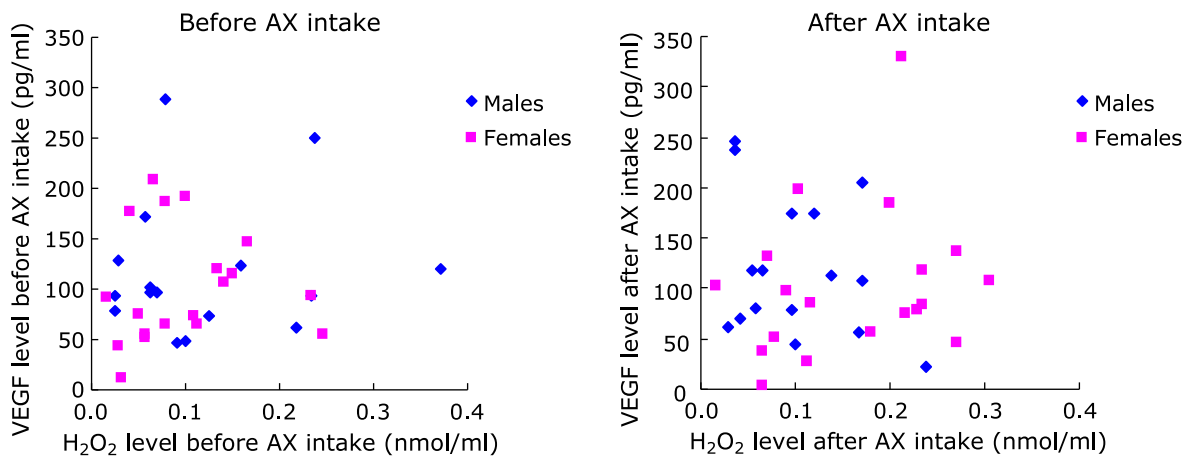 Before AX intake
VEGF level before AX intake (pg/ml)
350
300
250
200
150
100
50
0
0.0 0.1 0.2 0.3 0.4
H₂O₂ level before AX intake (nmol/ml)
Males
Females
After AX intake
VEGF level after AX intake (pg/ml)
350
300
250
200
150
100
50
0
0.0 0.1 0.2 0.3 0.4
H₂O₂ level after AX intake (nmol/ml)
Males
Females